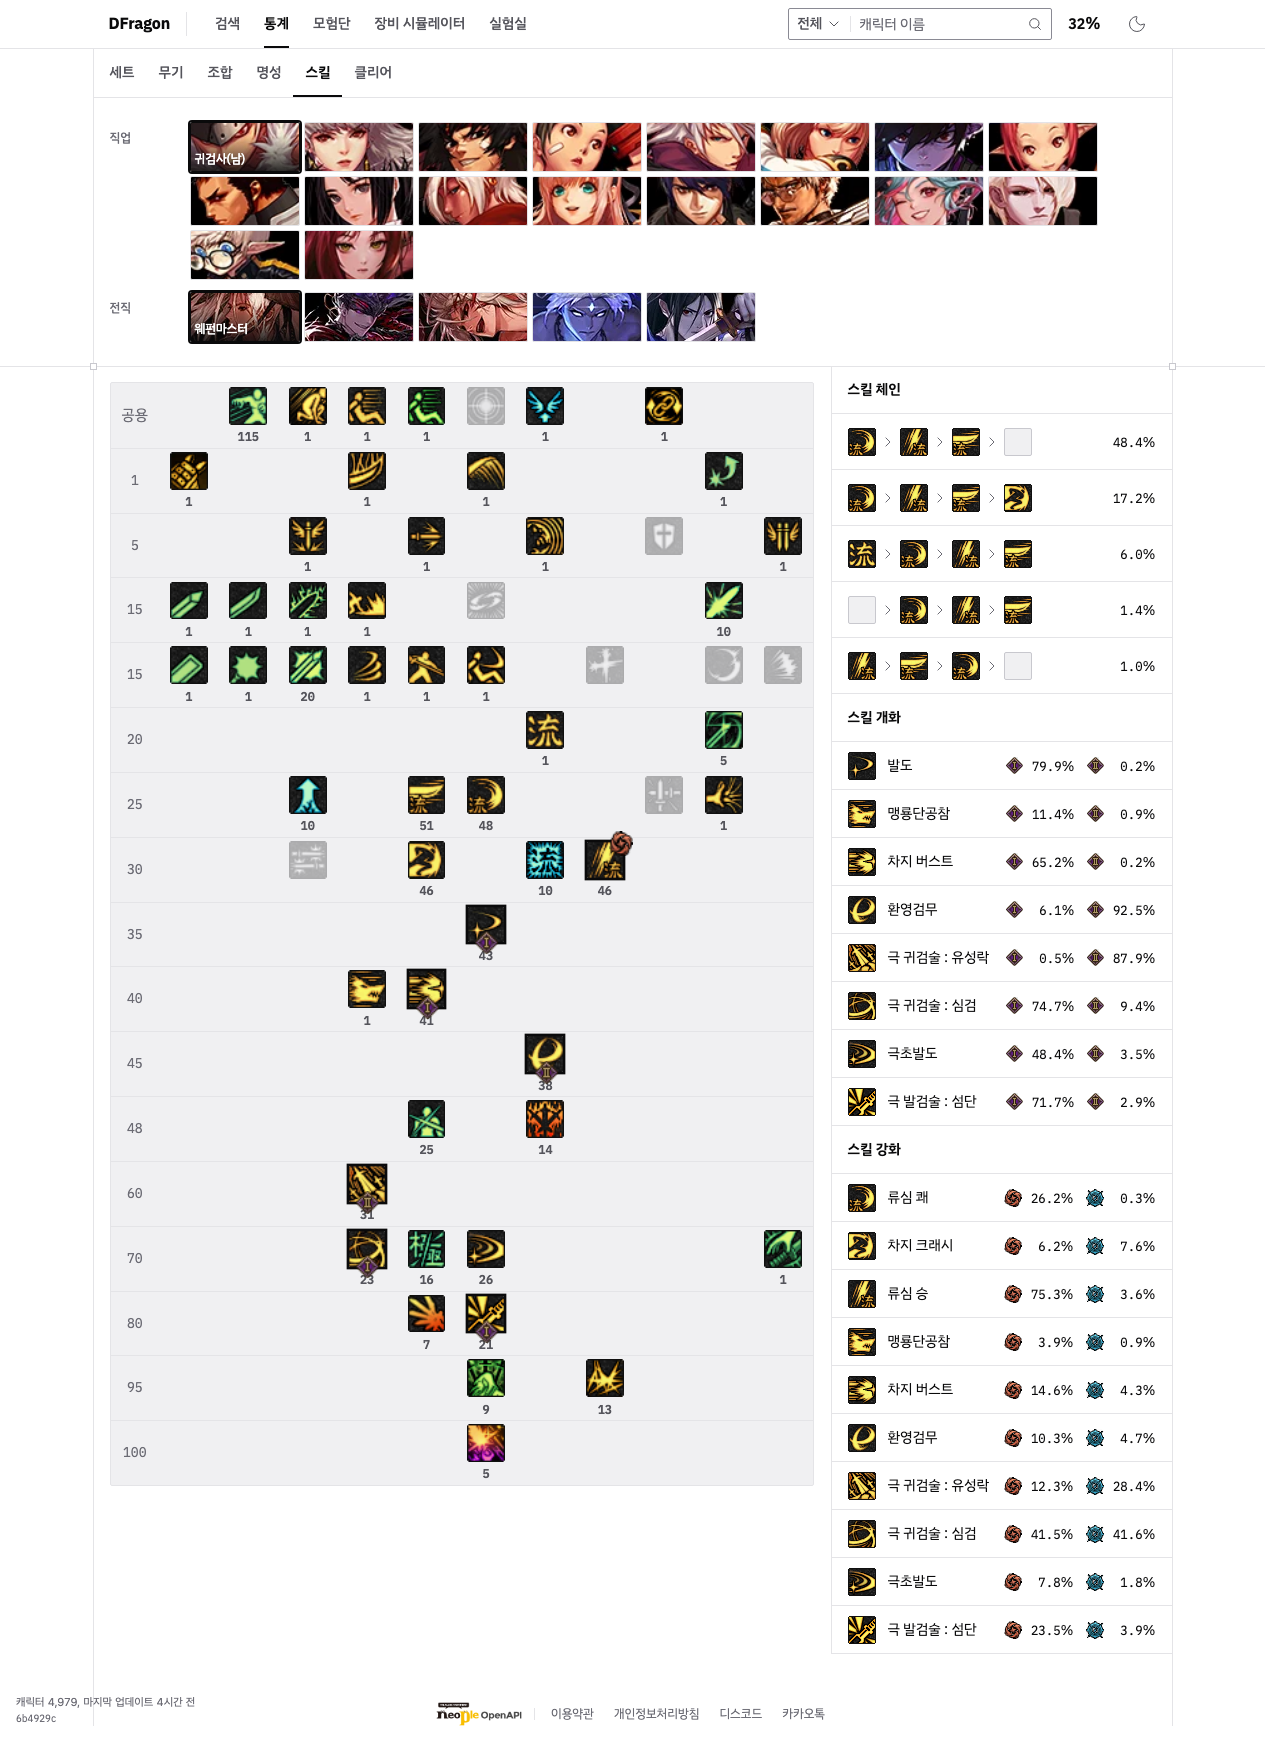 DFragon 검색 통계 모험단 장비 시뮬레이터 실험실 전체 캐릭터 이름 32%
세트 무기 조합 명성 스킬 클리어
직업
귀검사(남)
전직
웨펀마스터
공용
115 1 1 1 1 1
1
1 1 1 1
5
1 1 1 1
15
1 1 1 1 10
15
1 1 20 1 1 1
20
1 5
25
10 51 48 1
30
46 10 46
35
43
40
1 41
45
38
48
25 14
60
31
70
23 16 26 1
80
7 21
95
9 13
100
5
스킬 체인
48.4%
17.2%
6.0%
1.4%
1.0%
스킬 개화
발도 79.9% 0.2%
맹룡단공참 11.4% 0.9%
차지 버스트 65.2% 0.2%
환영검무 6.1% 92.5%
극 귀검술 : 유성락 0.5% 87.9%
극 귀검술 : 심검 74.7% 9.4%
극초발도 48.4% 3.5%
극 발검술 : 섬단 71.7% 2.9%
스킬 강화
류심 쾌 26.2% 0.3%
차지 크래시 6.2% 7.6%
류심 승 75.3% 3.6%
맹룡단공참 3.9% 0.9%
차지 버스트 14.6% 4.3%
환영검무 10.3% 4.7%
극 귀검술 : 유성락 12.3% 28.4%
극 귀검술 : 심검 41.5% 41.6%
극초발도 7.8% 1.8%
극 발검술 : 섬단 23.5% 3.9%
캐릭터 4,979, 마지막 업데이트 4시간 전
6b4929c
neople OpenAPI 이용약관 개인정보처리방침 디스코드 카카오톡